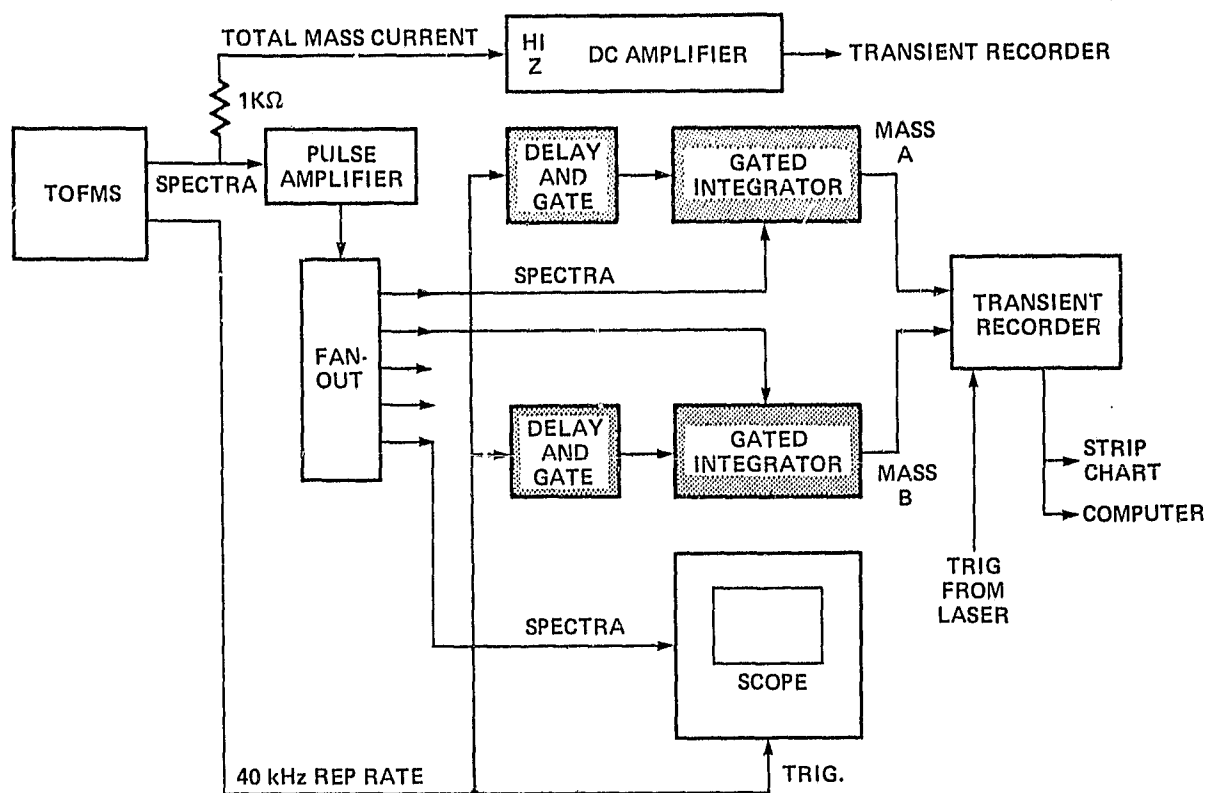 TOTAL MASS CURRENT
HI
Z
DC AMPLIFIER
TRANSIENT RECORDER
1KΩ
TOFMS
SPECTRA
PULSE
AMPLIFIER
DELAY
AND
GATE
GATED
INTEGRATOR
MASS
A
SPECTRA
FAN-
OUT
TRANSIENT
RECORDER
DELAY
AND
GATE
GATED
INTEGRATOR
MASS
B
STRIP
CHART
COMPUTER
TRIG
FROM
LASER
SPECTRA
SCOPE
40 kHz REP RATE
TRIG.